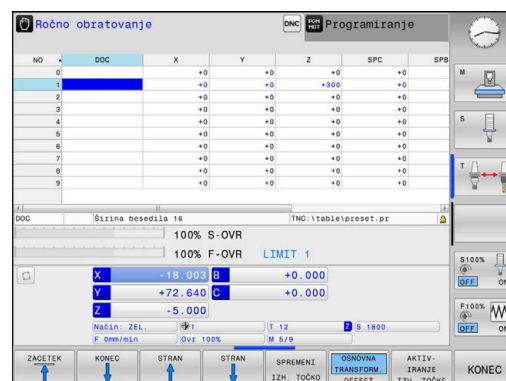 Ročno obratovanje DNC PGM MGT Programiranje
NO DOC X Y Z SPC SPB
0 +0 +0 +0 +0
1 +0 +0 +300 +0
2 +0 +0 +0 +0
3 +0 +0 +0 +0
4 +0 +0 +0 +0
5 +0 +0 +0 +0
6 +0 +0 +0 +0
7 +0 +0 +0 +0
8 +0 +0 +0 +0
9 +0 +0 +0 +0
DOC Širina besedila 16 TNC:\table\preset.pr
100% S-OVR
100% F-OVR LIMIT 1
X -18.003 B +0.000
Y +72.640 C +0.000
Z -5.000
Način: ZEL. 1 T 12 Z S 1800
F 0mm/min Ovr 100% M 5/9
M
S
T
S100%
OFF ON
F100%
OFF ON
ZACETEK KONEC STRAN STRAN SPREMENI IZH. TOČKO OSNOVNA TRANSFORM. OFFSET AKTIV- IRANJE IZH. TOČKE KONEC